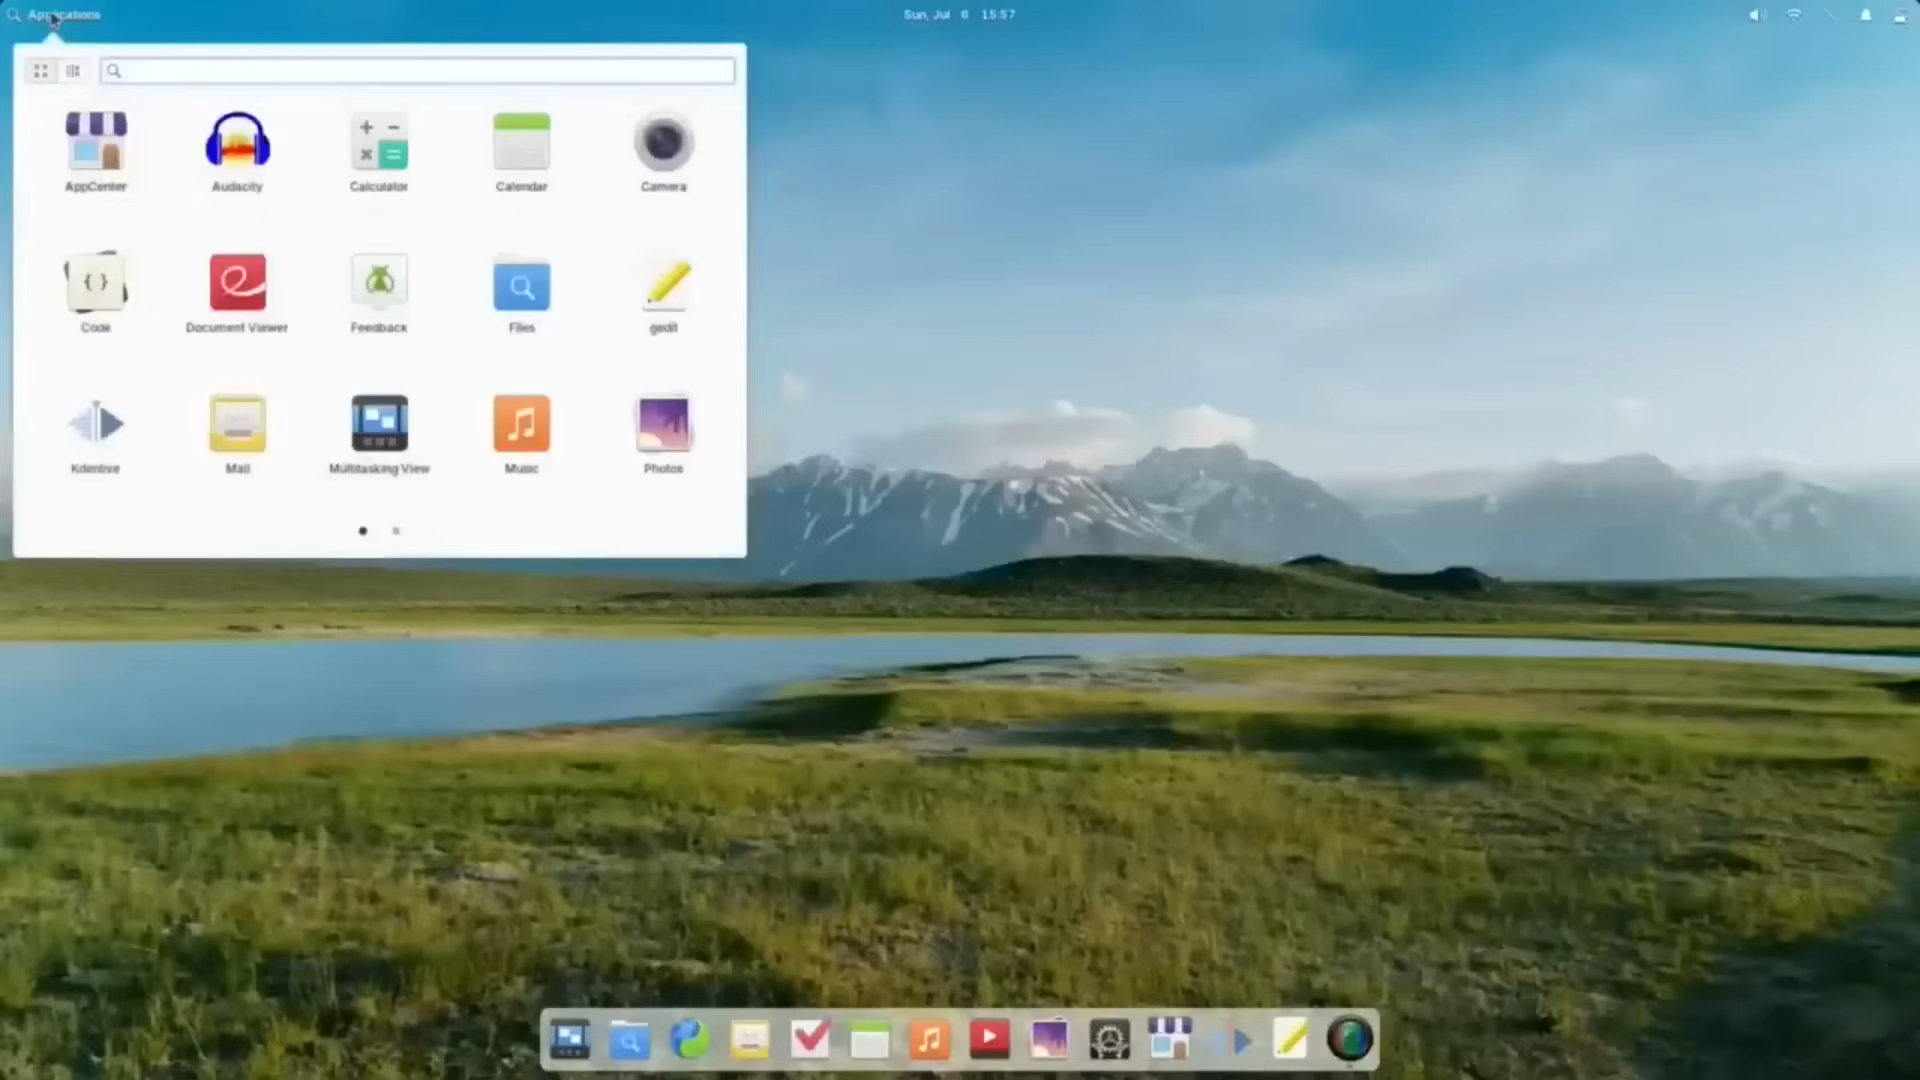 Applications
Sun, Jul 6 15:57
AppCenter
Audacity
Calculator
Calendar
Camera
Code
Document Viewer
Feedback
Files
gedit
Kdenlive
Mail
Multitasking View
Music
Photos